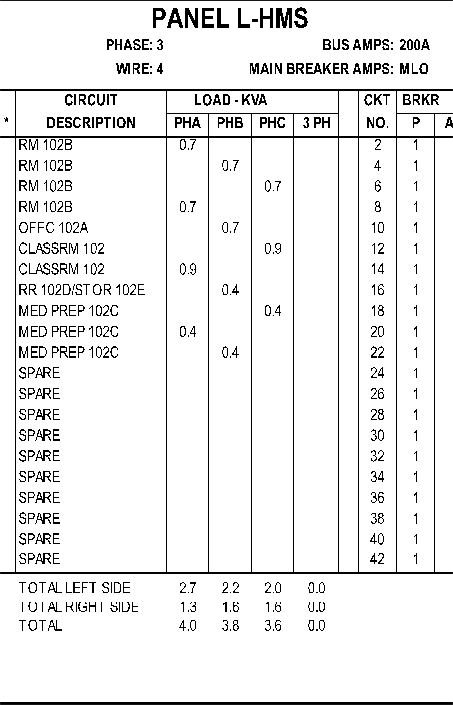 PANEL L-HMS
PHASE: 3 BUS AMPS: 200A
WIRE: 4 MAIN BREAKER AMPS: MLO
CIRCUIT LOAD - KVA CKT BRKR
* DESCRIPTION PHA PHB PHC 3 PH NO. P A
RM 102B 0.7 2 1
RM 102B 0.7 4 1
RM 102B 0.7 6 1
RM 102B 0.7 8 1
OFFC 102A 0.7 10 1
CLASSRM 102 0.9 12 1
CLASSRM 102 0.9 14 1
RR 102D/STOR 102E 0.4 16 1
MED PREP 102C 0.4 18 1
MED PREP 102C 0.4 20 1
MED PREP 102C 0.4 22 1
SPARE 24 1
SPARE 26 1
SPARE 28 1
SPARE 30 1
SPARE 32 1
SPARE 34 1
SPARE 36 1
SPARE 38 1
SPARE 40 1
SPARE 42 1
TOTAL LEFT SIDE 2.7 2.2 2.0 0.0
TOTAL RIGHT SIDE 1.3 1.6 1.6 0.0
TOTAL 4.0 3.8 3.6 0.0